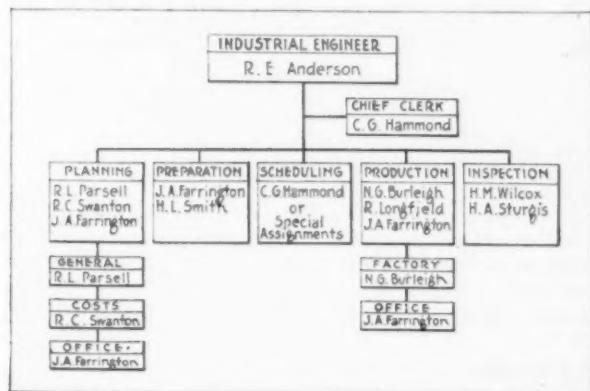 INDUSTRIAL ENGINEER
R. E. Anderson
CHIEF CLERK
C. G. Hammond
PLANNING
R. L. Parsell
R. C. Swanton
J. A. Farrington
PREPARATION
J. A. Farrington
H. L. Smith
SCHEDULING
C. G. Hammond
or
Special
Assignments
PRODUCTION
N. G. Burleigh
R. Longfield
J. A. Farrington
INSPECTION
H. M. Wilcox
H. A. Sturgis
GENERAL
R. L. Parsell
COSTS
R. C. Swanton
OFFICE
J. A. Farrington
FACTORY
N. G. Burleigh
OFFICE
J. A. Farrington